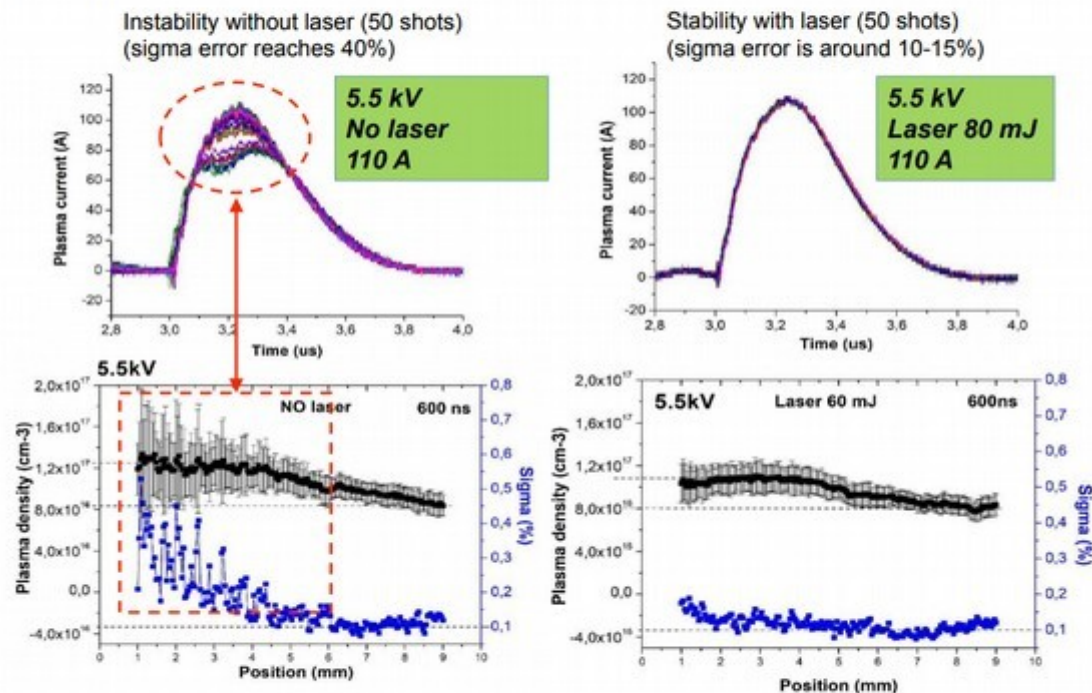 Instability without laser (50 shots)
(sigma error reaches 40%)
Stability with laser (50 shots)
(sigma error is around 10-15%)
5.5 kV
No laser
110 A
Plasma current (A)
120
100
80
60
40
20
0
-20
2,8
3,0
3,2
3,4
3,6
3,8
4,0
Time (us)
5.5 kV
Laser 80 mJ
110 A
Plasma current (A)
120
100
80
60
40
20
0
-20
2,8
3,0
3,2
3,4
3,6
3,8
4,0
Time (us)
5.5kV
NO laser
600 ns
Plasma density (cm-3)
2,0x10¹⁷
1,6x10¹⁷
1,2x10¹⁷
8,0x10¹⁶
4,0x10¹⁶
0,0
-4,0x10¹⁶
0,8
0,7
0,6
0,5
0,4
0,3
0,2
0,1
Sigma (%)
0
1
2
3
4
5
6
7
8
9
10
Position (mm)
5.5kV
Laser 60 mJ
600ns
Plasma density (cm-3)
2,0x10¹⁷
1,6x10¹⁷
1,2x10¹⁷
8,0x10¹⁶
4,0x10¹⁶
0,0
-4,0x10¹⁶
0,8
0,7
0,6
0,5
0,4
0,3
0,2
0,1
Sigma (%)
0
1
2
3
4
5
6
7
8
9
10
Position (mm)